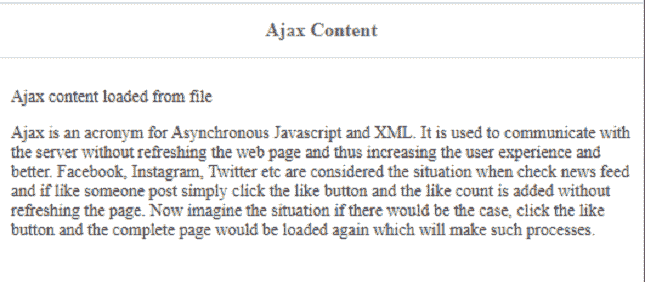 Ajax Content
Ajax content loaded from file
Ajax is an acronym for Asynchronous Javascript and XML. It is used to communicate with
the server without refreshing the web page and thus increasing the user experience and
better. Facebook, Instagram, Twitter etc are considered the situation when check news feed
and if like someone post simply click the like button and the like count is added without
refreshing the page. Now imagine the situation if there would be the case, click the like
button and the complete page would be loaded again which will make such processes.